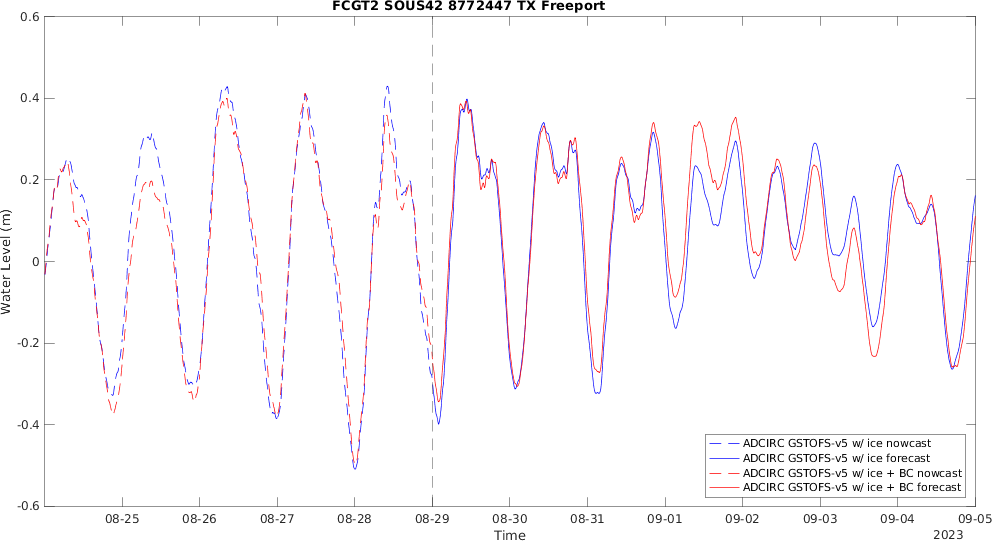 FCGT2 SOUS42 8772447 TX Freeport
Water Level (m)
0.6
0.4
0.2
0
-0.2
-0.4
-0.6
08-25 08-26 08-27 08-28 08-29 08-30 08-31 09-01 09-02 09-03 09-04 09-05
Time
2023
ADCIRC GSTOFS-v5 w/ ice nowcast
ADCIRC GSTOFS-v5 w/ ice forecast
ADCIRC GSTOFS-v5 w/ ice + BC nowcast
ADCIRC GSTOFS-v5 w/ ice + BC forecast